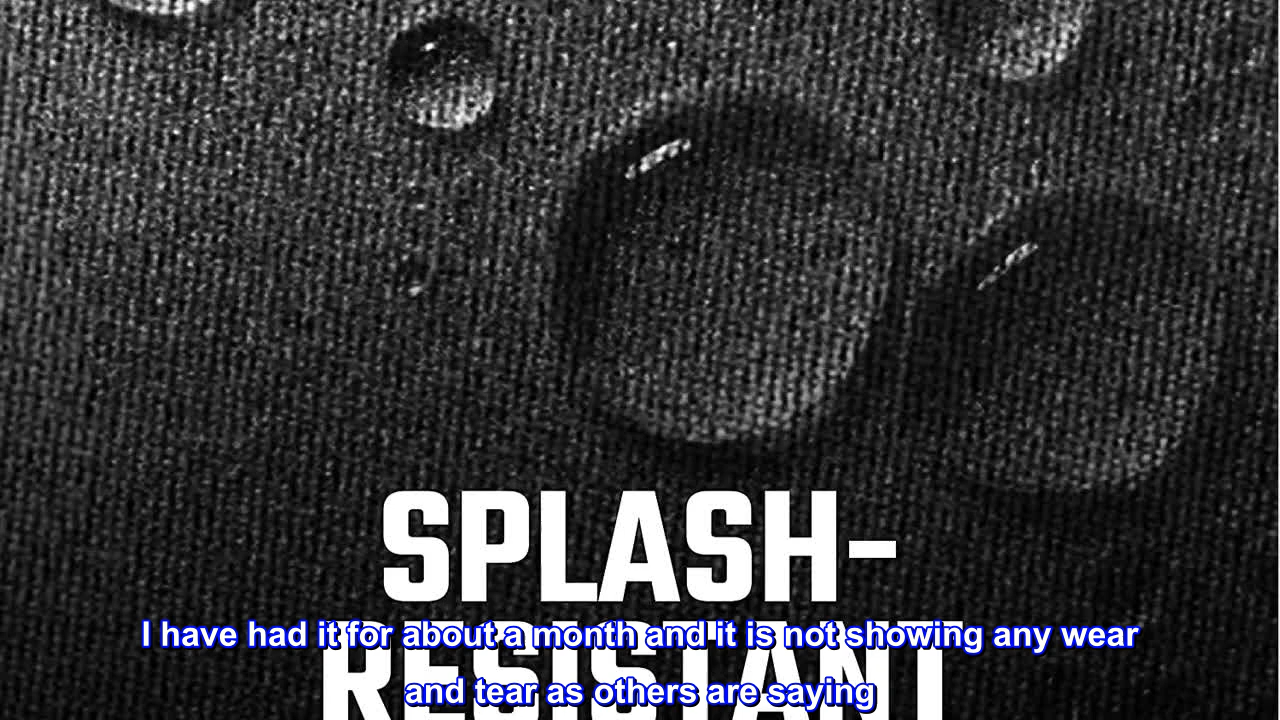 SPLASH-
RESISTANT
I have had it for about a month and it is not showing any wear
and tear as others are saying